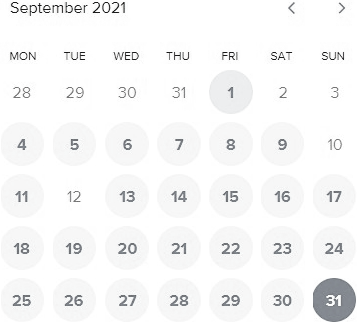 September 2021
MON TUE WED THU FRI SAT SUN
28 29 30 31 1 2 3
4 5 6 7 8 9 10
11 12 13 14 15 16 17
18 19 20 21 22 23 24
25 26 27 28 29 30 31